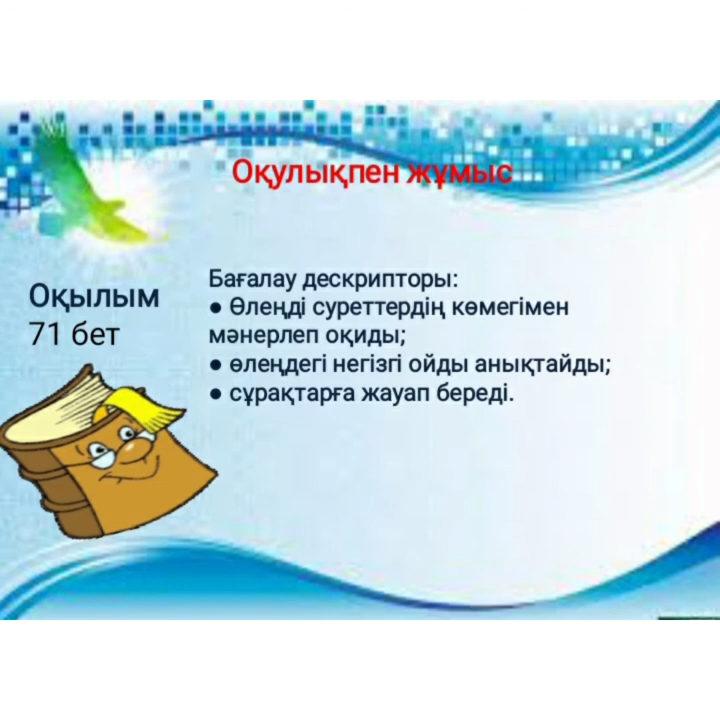 Оқулықпен жұмыс
Оқылым
71 бет
Бағалау дескрипторы:
● Өлеңді суреттердің көмегімен
мәнерлеп оқиды;
● өлеңдегі негізгі ойды анықтайды;
● сұрақтарға жауап береді.